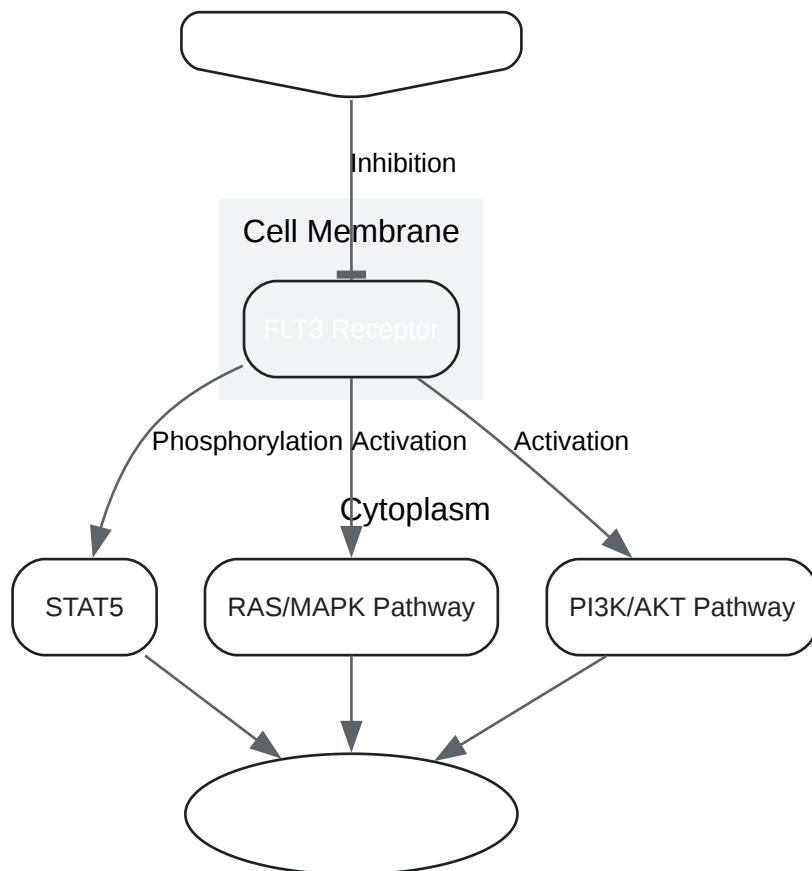 Inhibition
Cell Membrane
FLT3 Receptor
Phosphorylation
Activation
Activation
Cytoplasm
STAT5
RAS/MAPK Pathway
PI3K/AKT Pathway